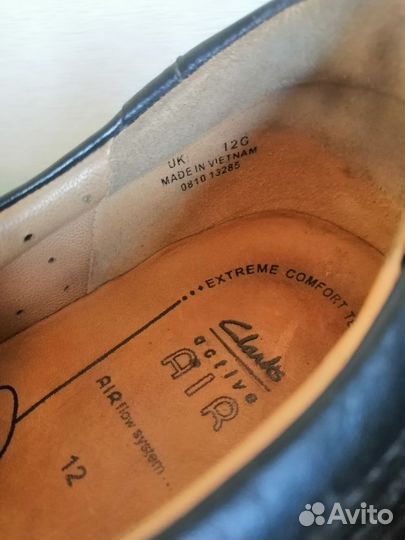 UK 12G
MADE IN VIETNAM
0810 13285
EXTREME COMFORT
Clarks
active
AIR
AIR flow system...
12
Avito